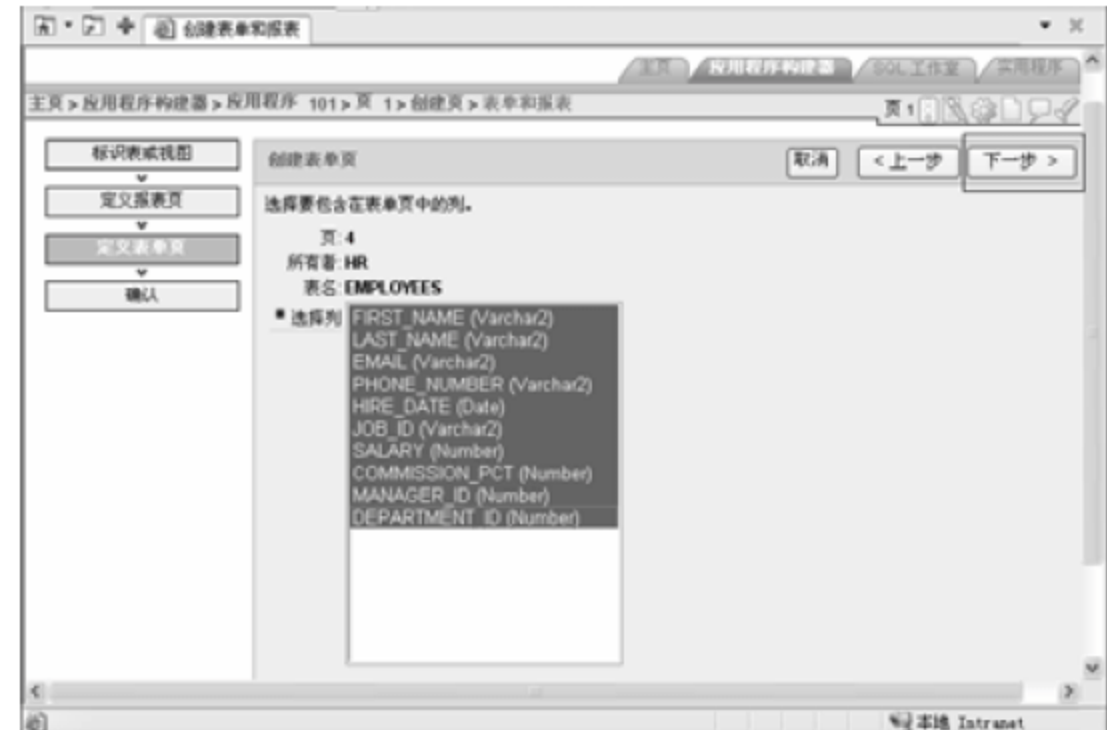 创建表单和报表
主页 应用程序构建器 SQL 工作室 实用程序
主页 > 应用程序构建器 > 应用程序 101 > 页 1 > 创建页 > 表单和报表
页 1
标识表或视图
定义报表页
定义表单页
确认
创建表单页
取消
< 上一步
下一步 >
选择要包含在表单页中的列。
页: 4
所有者: HR
表名: EMPLOYEES
选择列
FIRST_NAME (Varchar2)
LAST_NAME (Varchar2)
EMAIL (Varchar2)
PHONE_NUMBER (Varchar2)
HIRE_DATE (Date)
JOB_ID (Varchar2)
SALARY (Number)
COMMISSION_PCT (Number)
MANAGER_ID (Number)
DEPARTMENT_ID (Number)
本地 Intranet